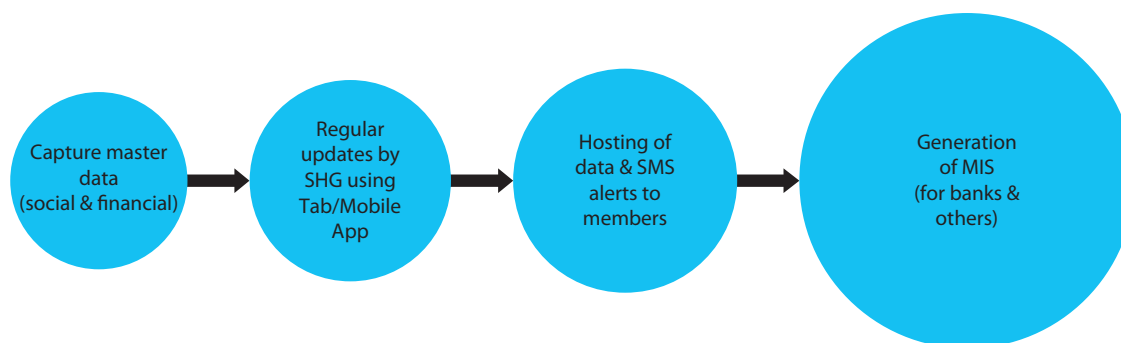 Capture master
data
(social & financial)
Regular
updates by
SHG using
Tab/Mobile
App
Hosting of
data & SMS
alerts to
members
Generation
of MIS
(for banks &
others)